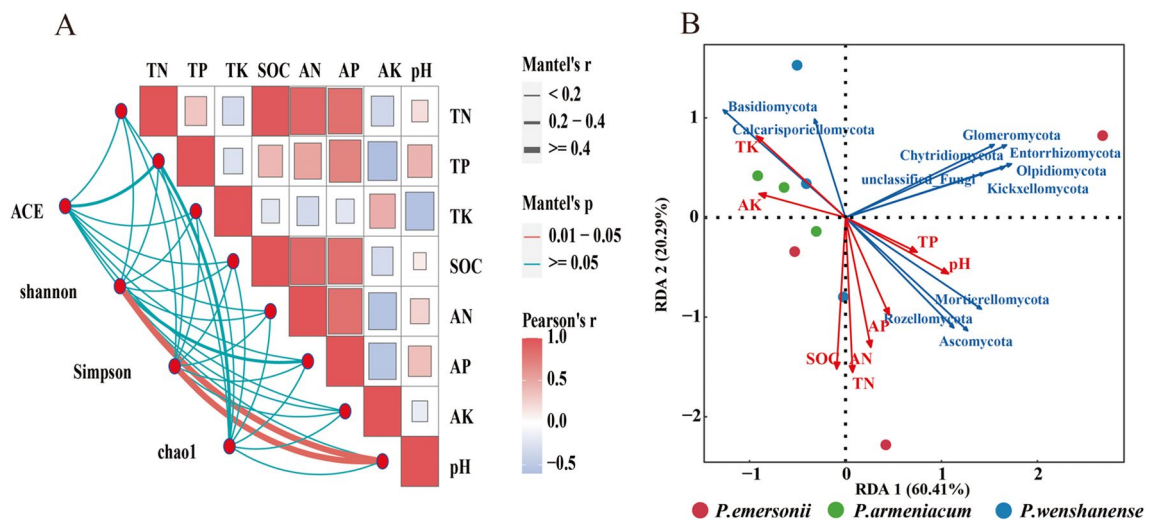 A
TN TP TK SOC AN AP AK pH
TN
TP
TK
SOC
AN
AP
AK
pH
ACE
shannon
Simpson
chao1
Mantel's r
< 0.2
0.2 − 0.4
>= 0.4
Mantel's p
0.01 − 0.05
>= 0.05
Pearson's r
1.0
0.5
0.0
−0.5
B
RDA 2 (20.29%)
1
0
−1
−2
Basidiomycota
Calcarisporiellomycota
TK
AK
Glomeromycota
Chytridiomycota
Entorrhizomycota
unclassified_Fungi
Olpidiomycota
Kickxellomycota
TP
pH
Mortierellomycota
Rozellomycota
AP
Ascomycota
SOC
AN
TN
−1 0 1 2
RDA 1 (60.41%)
P.emersonii P.armeniacum P.wenshanense